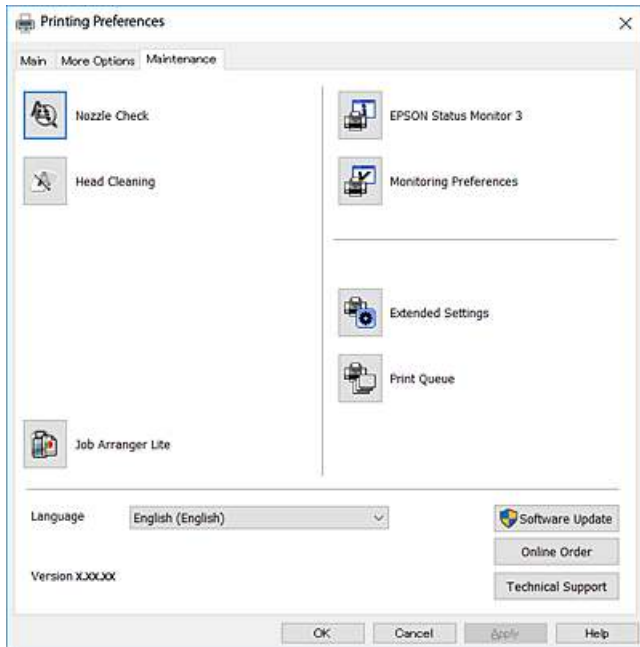 Printing Preferences
Main More Options Maintenance
Nozzle Check
EPSON Status Monitor 3
Head Cleaning
Monitoring Preferences
Extended Settings
Print Queue
Job Arranger Lite
Language English (English)
Software Update
Online Order
Version X.XX.XX
Technical Support
OK Cancel Apply Help